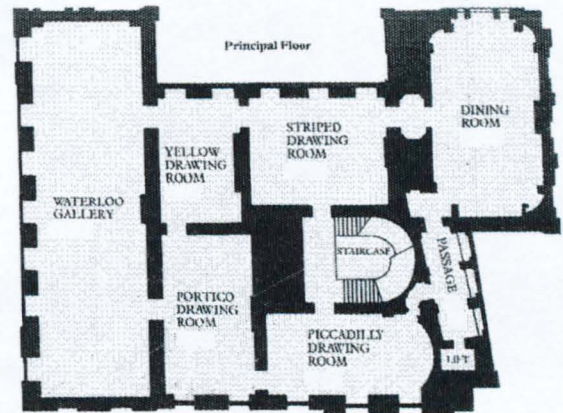 Principal Floor
DINING
ROOM
STRIPED
DRAWING
ROOM
YELLOW
DRAWING
ROOM
WATERLOO
GALLERY
STAIRCASE
PASSAGE
PORTICO
DRAWING
ROOM
PICCADILLY
DRAWING
ROOM
LIFT